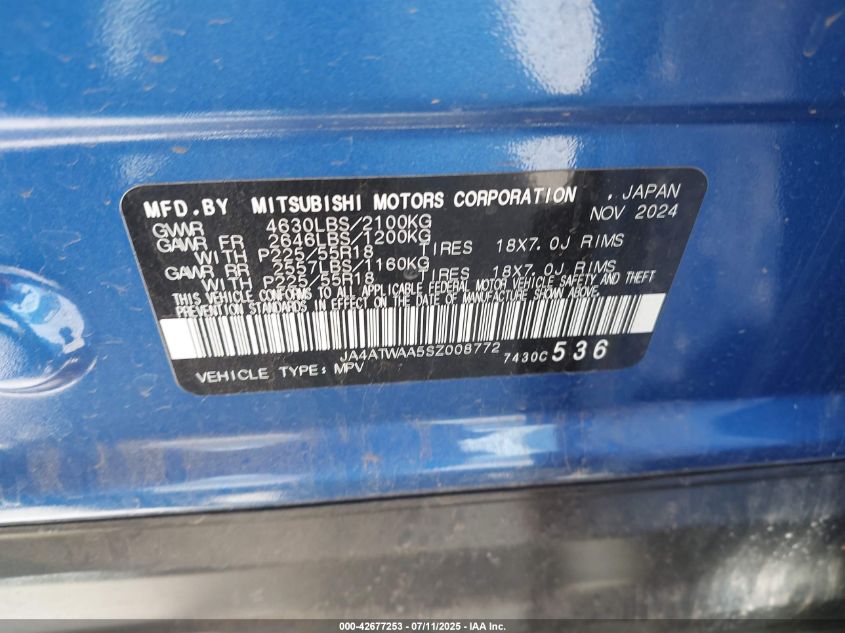 MFD.BY MITSUBISHI MOTORS CORPORATION , JAPAN
GVWR 4630LBS/2100KG NOV 2024
GAWR FR 2646LBS/1200KG
WITH P225/55R18 TIRES 18X7.0J RIMS
GAWR RR 2557LBS/1160KG
WITH P225/55R18 TIRES 18X7.0J RIMS
THIS VEHICLE CONFORMS TO ALL APPLICABLE FEDERAL MOTOR VEHICLE SAFETY AND THEFT
PREVENTION STANDARDS IN EFFECT ON THE DATE OF MANUFACTURE SHOWN ABOVE.
JA4ATWAA5SZ008772
VEHICLE TYPE: MPV 7430C 536
000-42677253 - 07/11/2025 - IAA Inc.